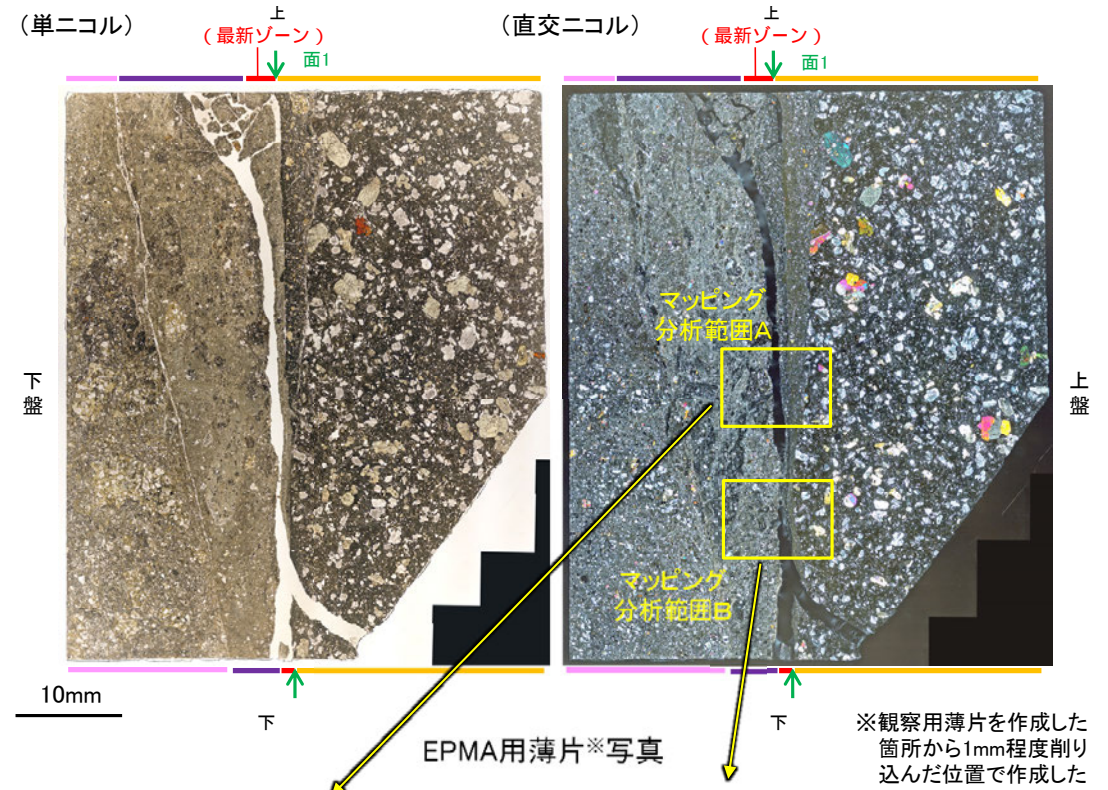 (単ニコル)
上
(最新ゾーン)
面1
(直交ニコル)
上
(最新ゾーン)
面1
下盤
マッピング
分析範囲A
上盤
マッピング
分析範囲B
10mm
下
下
EPMA用薄片※写真
※観察用薄片を作成した
箇所から1mm程度削り
込んだ位置で作成した